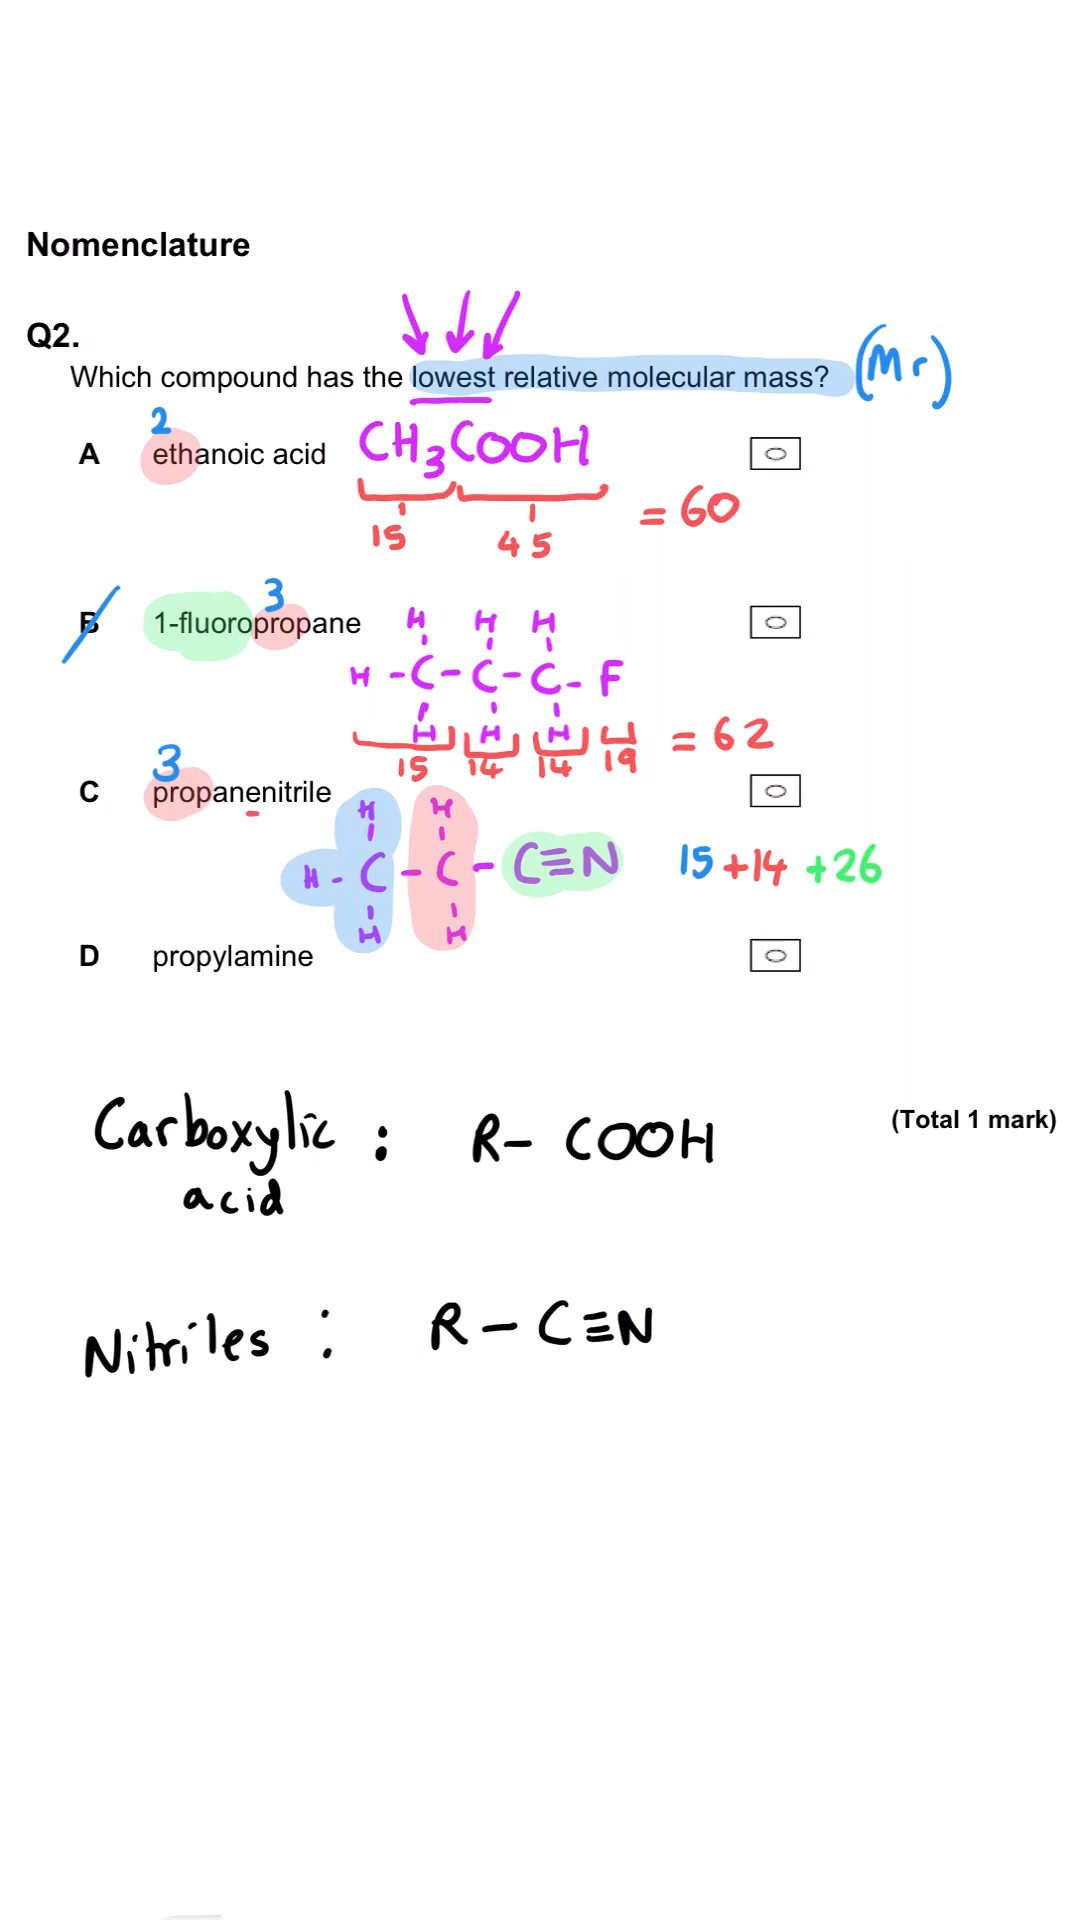 Nomenclature
Q2.
Which compound has the lowest relative molecular mass? (Mr)
2
A ethanoic acid CH3COOH
15 45 = 60
3
B 1-fluoropropane H H H
H - C - C - C - F
H H H
15 14 14 19 = 62
3
C propanenitrile
H H
H - C - C - C≡N 15 + 14 + 26
H H
D propylamine
(Total 1 mark)
Carboxylic acid : R - COOH
Nitriles : R - C≡N